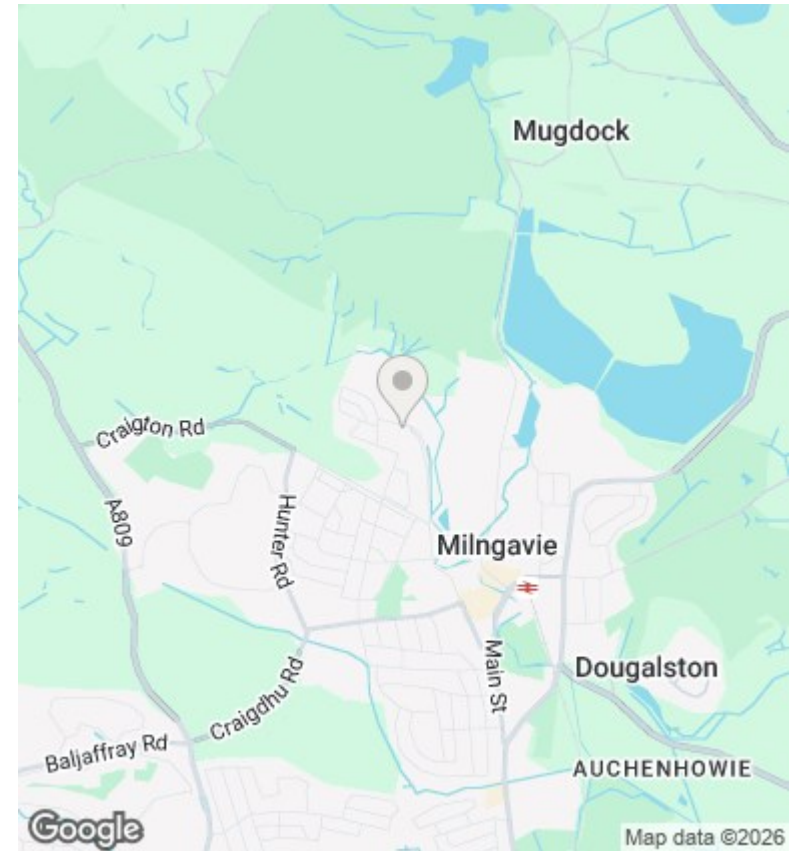 Mugdock
Craigton Rd
A809
Hunter Rd
Milngavie
Main St
Dougalston
Craigdhu Rd
Baljaffray Rd
AUCHENHOWIE
Google
Map data ©2026